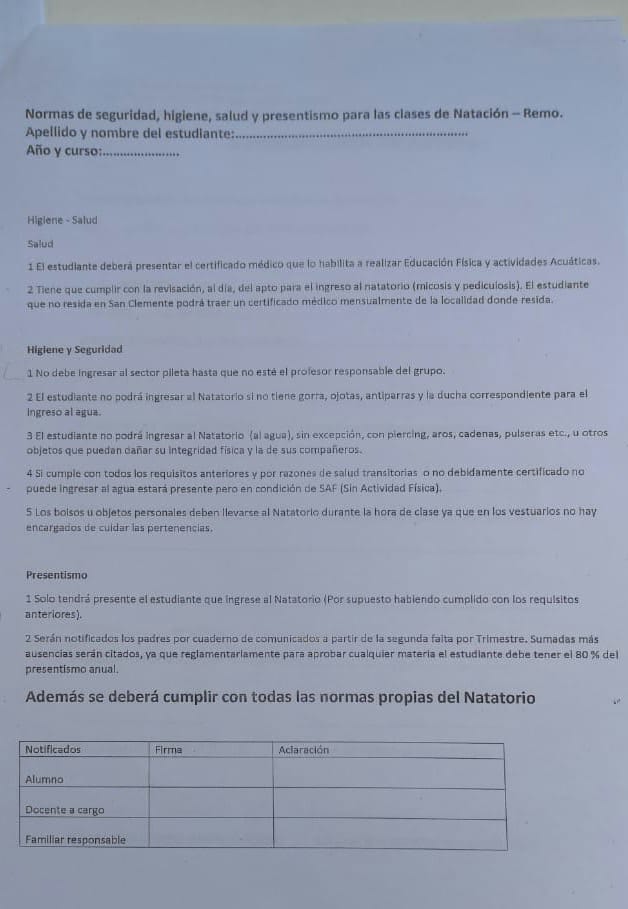 Normas de seguridad, higiene, salud y presentismo para las clases de Natación – Remo.
Apellido y nombre del estudiante:....................................................................
Año y curso:......................
Higiene - Salud
Salud
1 El estudiante deberá presentar el certificado médico que lo habilita a realizar Educación Física y actividades Acuáticas.
2 Tiene que cumplir con la revisación, al día, del apto para el ingreso al natatorio (micosis y pediculosis). El estudiante
que no resida en San Clemente podrá traer un certificado médico mensualmente de la localidad donde resida.
Higiene y Seguridad
1 No debe ingresar al sector pileta hasta que no esté el profesor responsable del grupo.
2 El estudiante no podrá ingresar al Natatorio si no tiene gorra, ojotas, antiparras y la ducha correspondiente para el
ingreso al agua.
3 El estudiante no podrá ingresar al Natatorio (al agua), sin excepción, con piercing, aros, cadenas, pulseras etc., u otros
objetos que puedan dañar su integridad física y la de sus compañeros.
4 Si cumple con todos los requisitos anteriores y por razones de salud transitorias o no debidamente certificado no
puede ingresar al agua estará presente pero en condición de SAF (Sin Actividad Física).
5 Los bolsos u objetos personales deben llevarse al Natatorio durante la hora de clase ya que en los vestuarios no hay
encargados de cuidar las pertenencias.
Presentismo
1 Solo tendrá presente el estudiante que ingrese al Natatorio (Por supuesto habiendo cumplido con los requisitos
anteriores).
2 Serán notificados los padres por cuaderno de comunicados a partir de la segunda falta por Trimestre. Sumadas más
ausencias serán citados, ya que reglamentariamente para aprobar cualquier materia el estudiante debe tener el 80 % del
presentismo anual.
Además se deberá cumplir con todas las normas propias del Natatorio
Notificados Firma Aclaración
Alumno
Docente a cargo
Familiar responsable